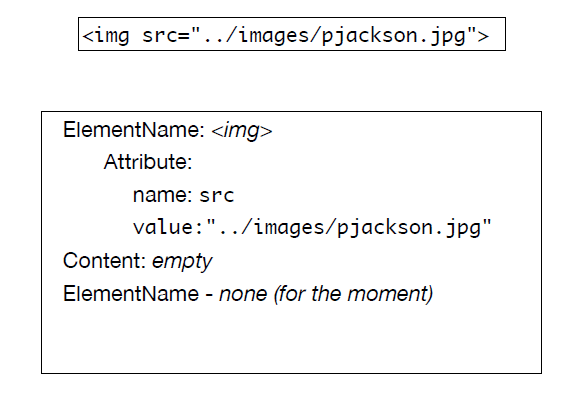 <img src="../images/pjackson.jpg">
ElementName: <img>
Attribute:
name: src
value:"../images/pjackson.jpg"
Content: empty
ElementName - none (for the moment)